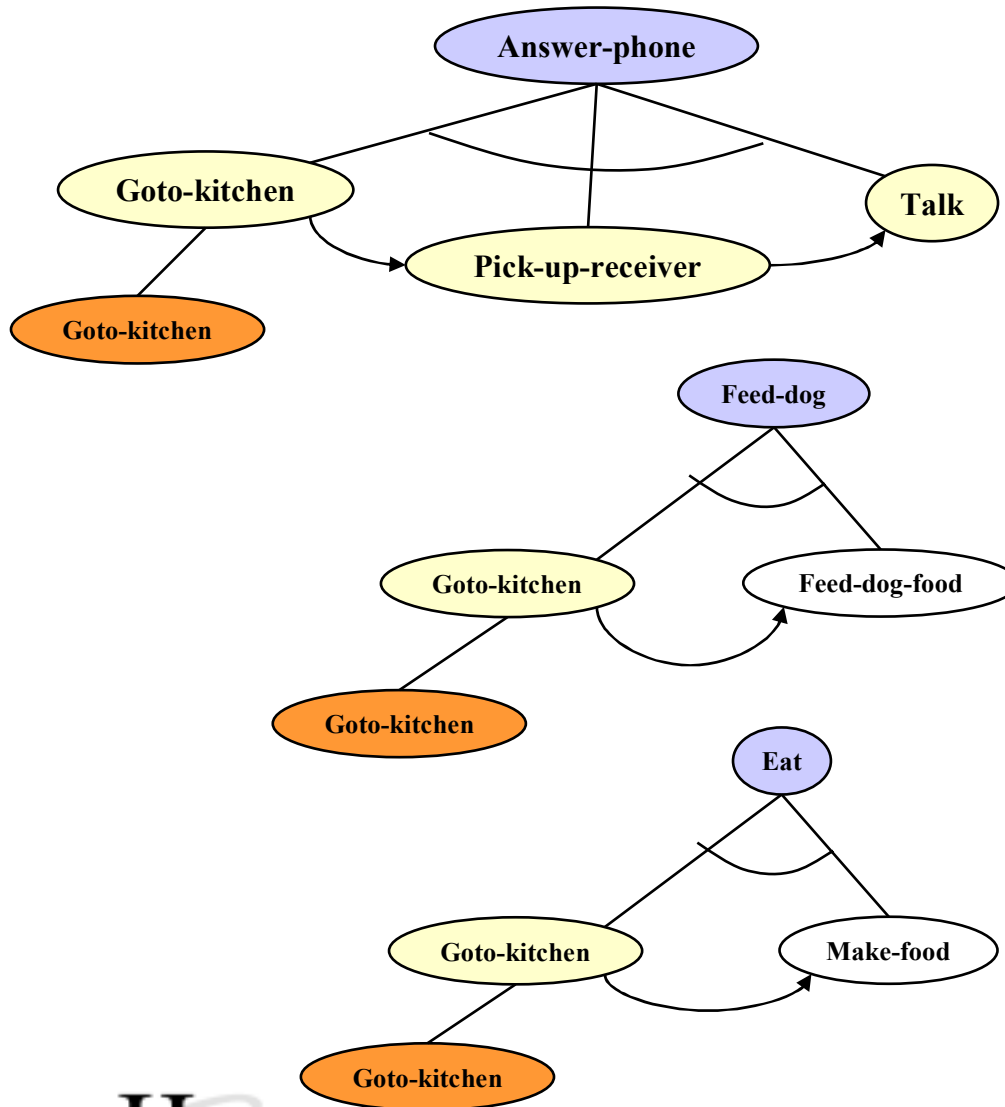 Answer-phone
Goto-kitchen
Talk
Pick-up-receiver
Goto-kitchen
Feed-dog
Goto-kitchen
Feed-dog-food
Goto-kitchen
Eat
Goto-kitchen
Make-food
Goto-kitchen